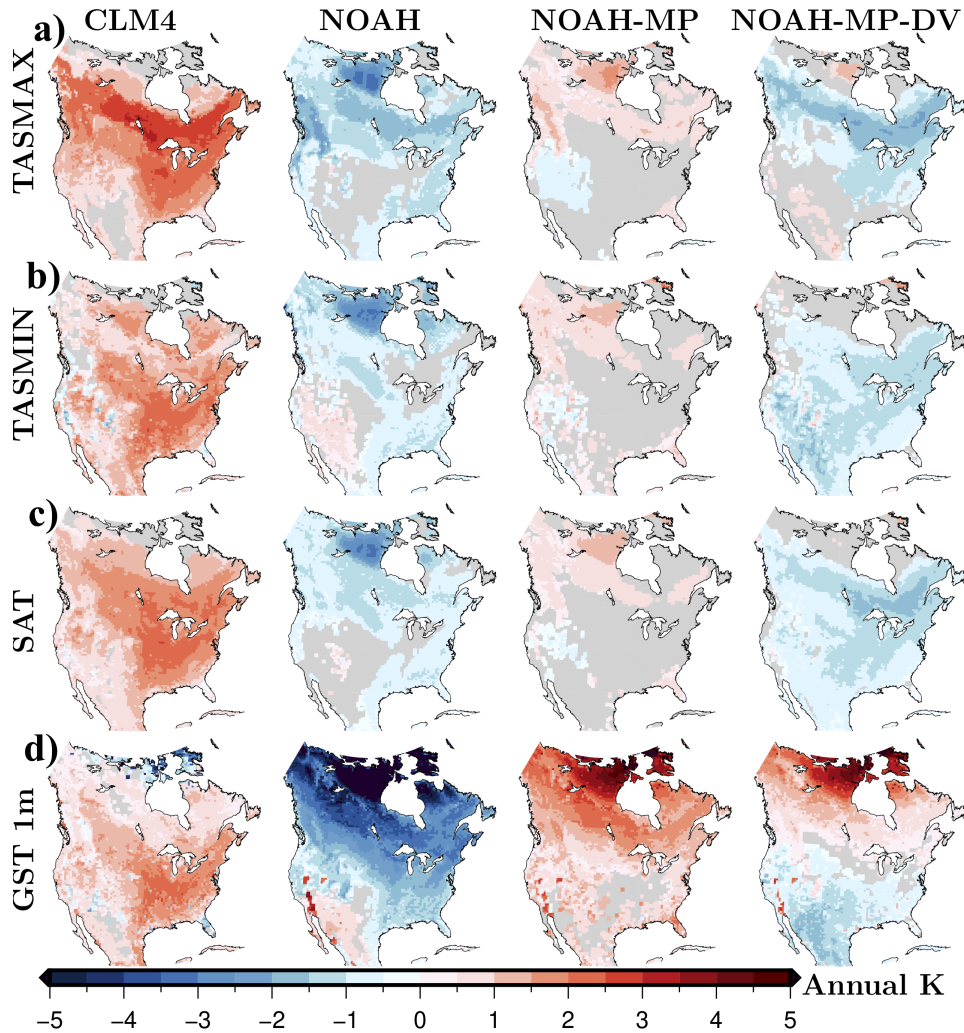 CLM4 NOAH NOAH-MP NOAH-MP-DV
a)
TASMAX
b)
TASMIN
c)
SAT
d)
GST 1m
Annual K
−5 −4 −3 −2 −1 0 1 2 3 4 5